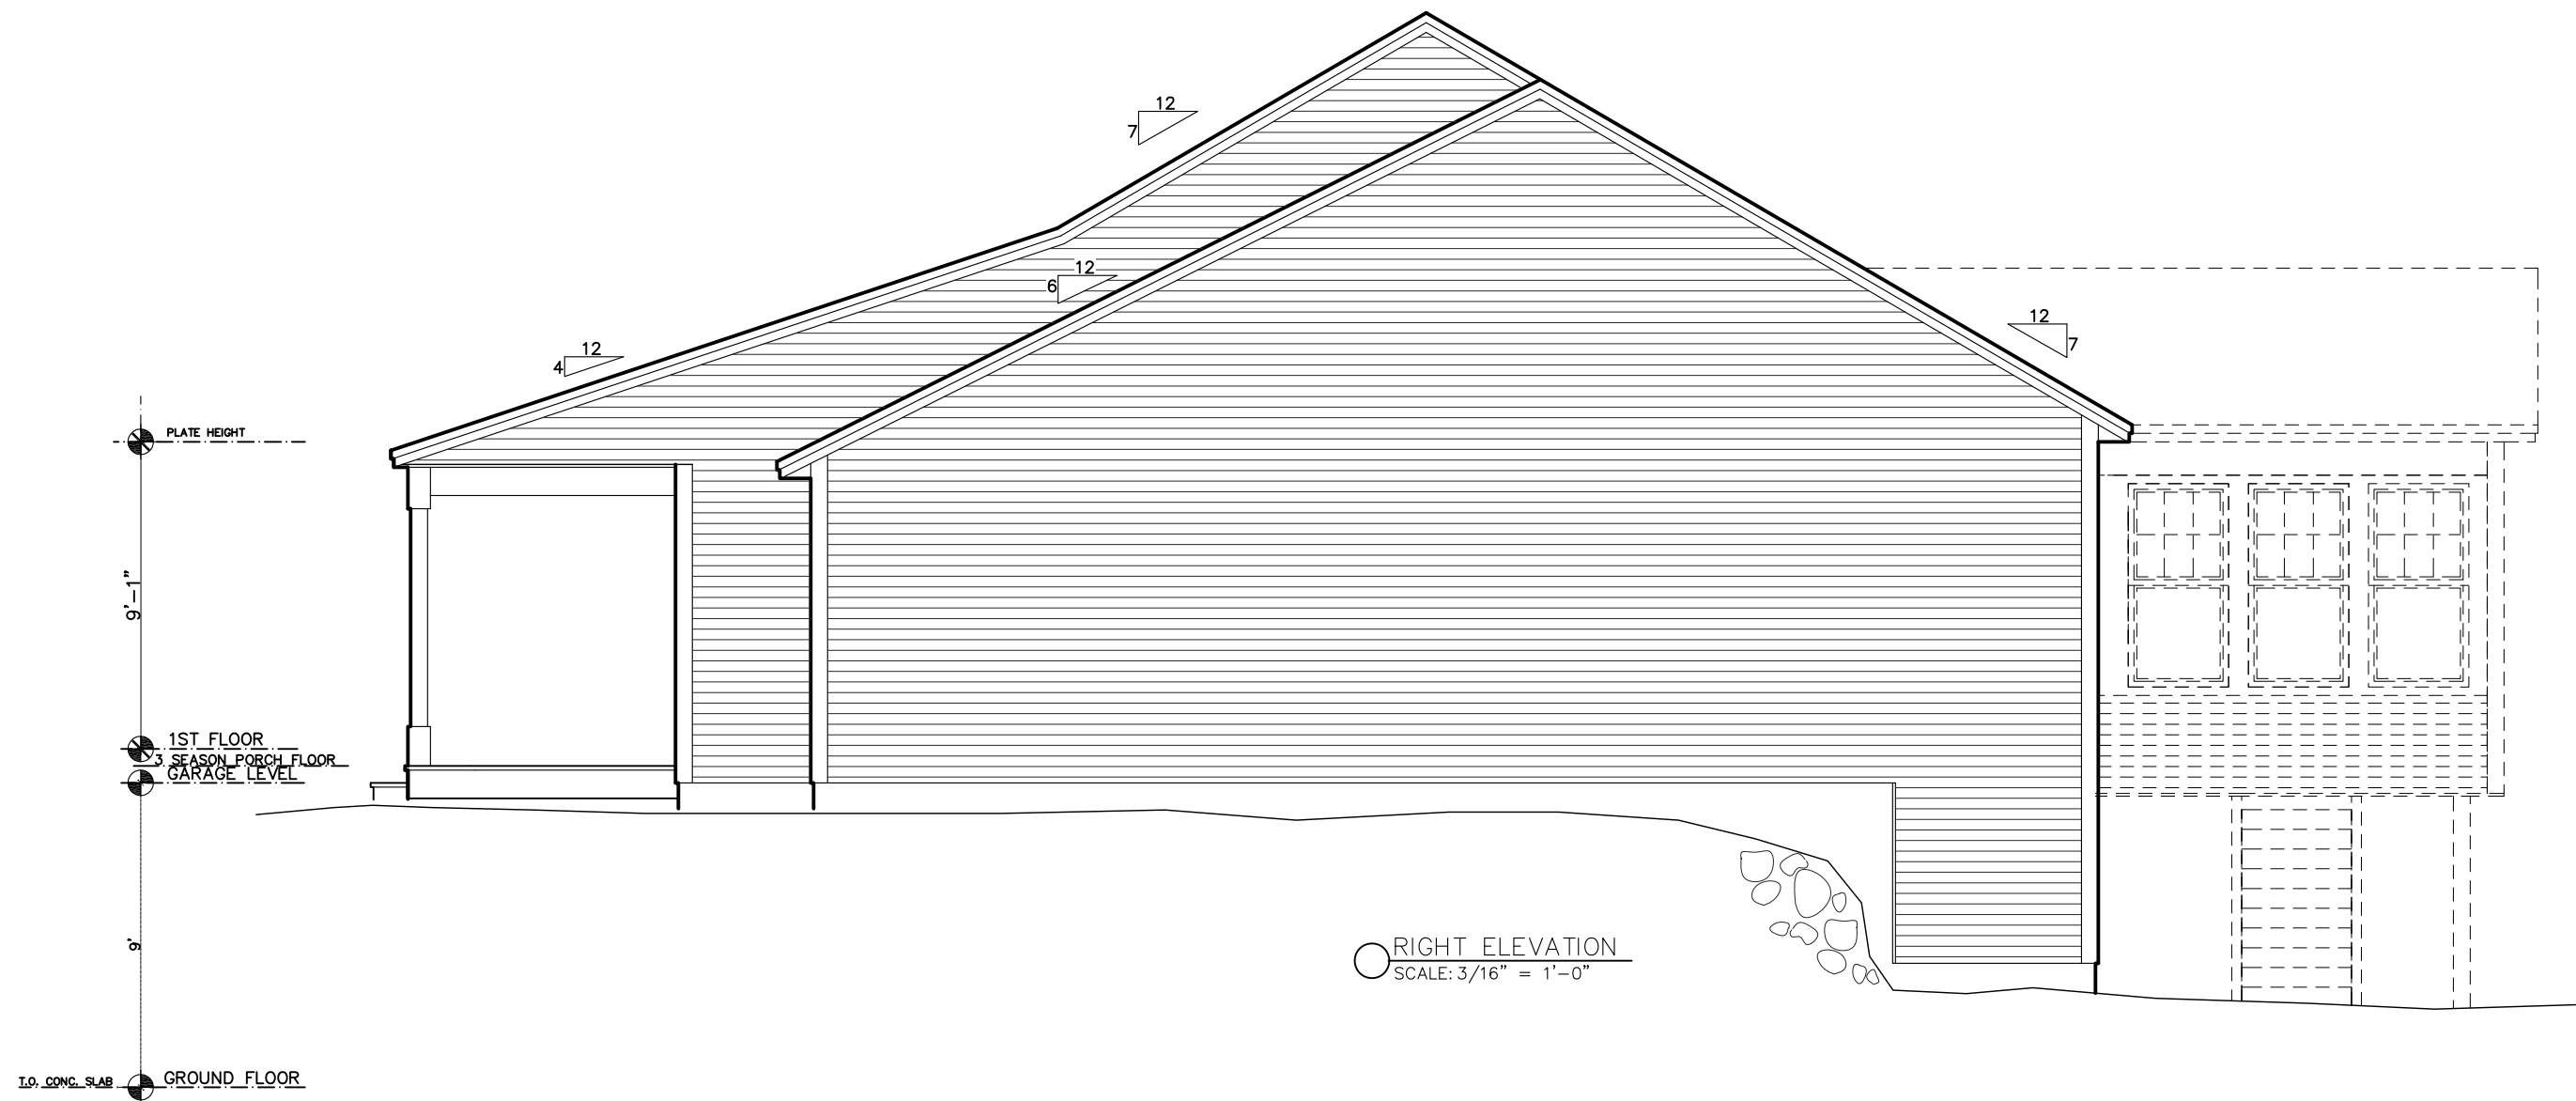 12
7
12
6
12
7
12
4
PLATE HEIGHT
9'-1"
1ST FLOOR
3 SEASON PORCH FLOOR
GARAGE LEVEL
9'
RIGHT ELEVATION
SCALE: 3/16" = 1'-0"
T.O. CONC. SLAB
GROUND FLOOR